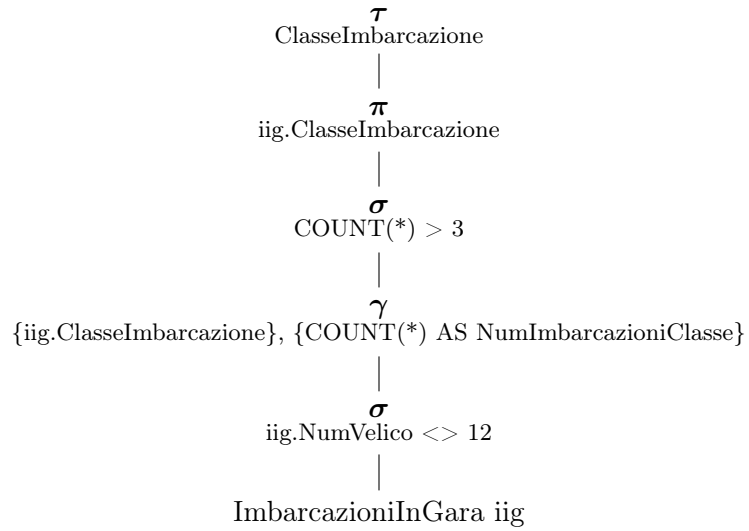 τ
ClasseImbarcazione
π
iig.ClasseImbarcazione
σ
COUNT(*) > 3
γ
{iig.ClasseImbarcazione}, {COUNT(*) AS NumImbarcazioniClasse}
σ
iig.NumVelico <> 12
ImbarcazioniInGara iig